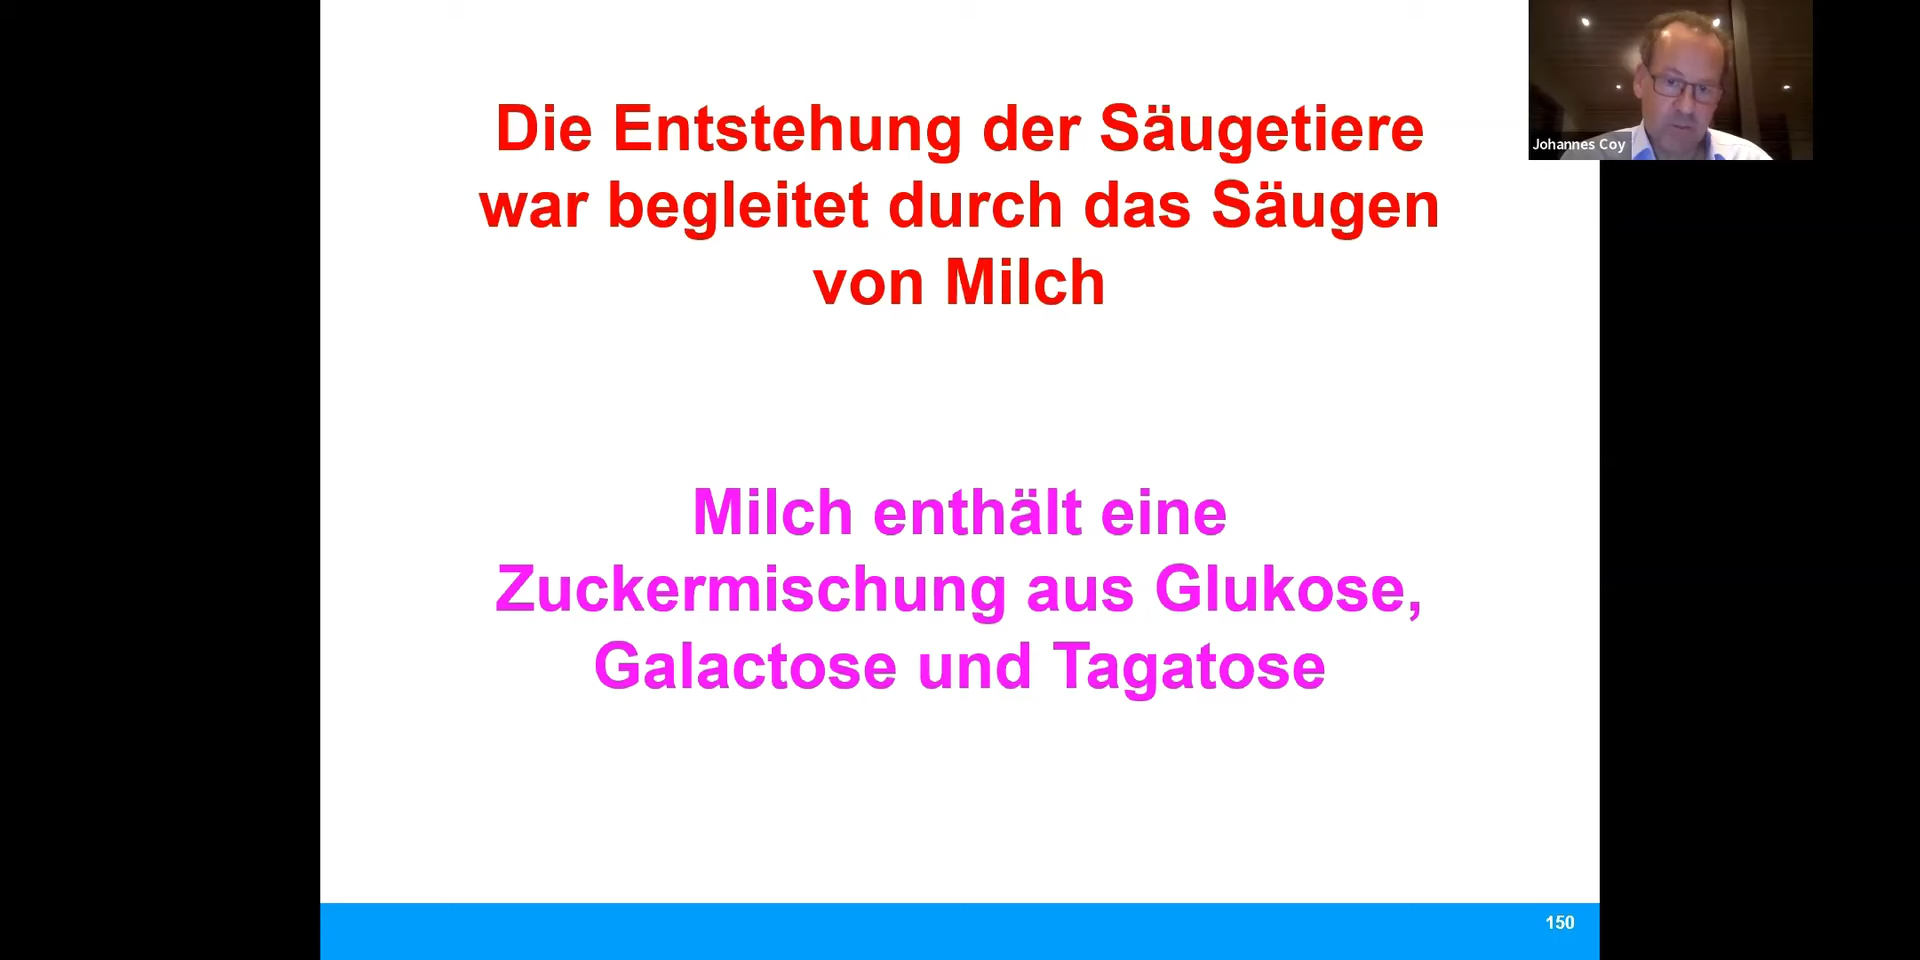 Die Entstehung der Säugetiere
war begleitet durch das Säugen
von Milch
Milch enthält eine
Zuckermischung aus Glukose,
Galactose und Tagatose
Johannes Coy
150